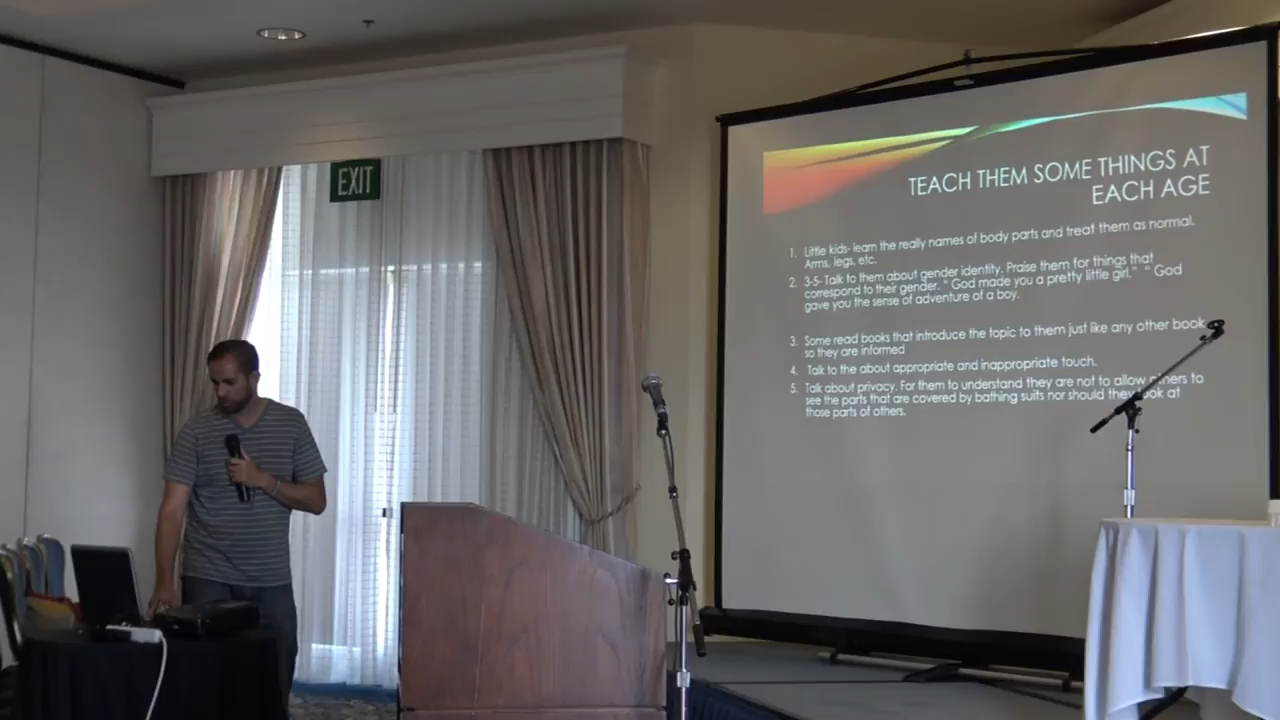 EXIT
TEACH THEM SOME THINGS AT
EACH AGE
1. Little kids- learn the really names of body parts and treat them as normal.
Arms, legs, etc.
2. 3-5- Talk to them about gender identity. Praise them for things that
correspond to their gender. " God made you a pretty little girl." " God
gave you the sense of adventure of a boy.
3. Some read books that introduce the topic to them just like any other book
so they are informed
4. Talk to the about appropriate and inappropriate touch.
5. Talk about privacy. For them to understand they are not to allow others to
see the parts that are covered by bathing suits nor should they look at
those parts of others.